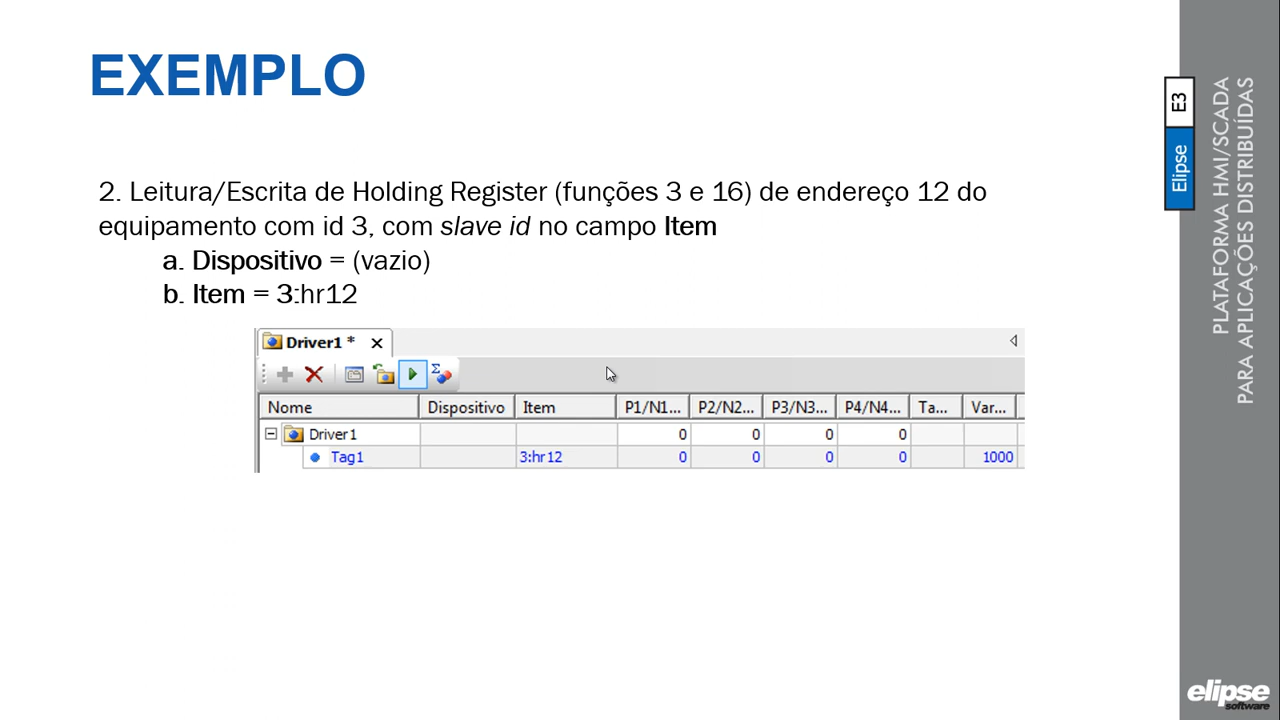 EXEMPLO
2. Leitura/Escrita de Holding Register (funções 3 e 16) de endereço 12 do
equipamento com id 3, com slave id no campo Item
a. Dispositivo = (vazio)
b. Item = 3:hr12
Driver1 *
Nome Dispositivo Item P1/N1... P2/N2... P3/N3... P4/N4... Ta... Var...
Driver1 0 0 0 0
Tag1 3:hr12 0 0 0 0 1000
Elipse E3
PLATAFORMA HMI/SCADA
PARA APLICAÇÕES DISTRIBUÍDAS
elipse
software